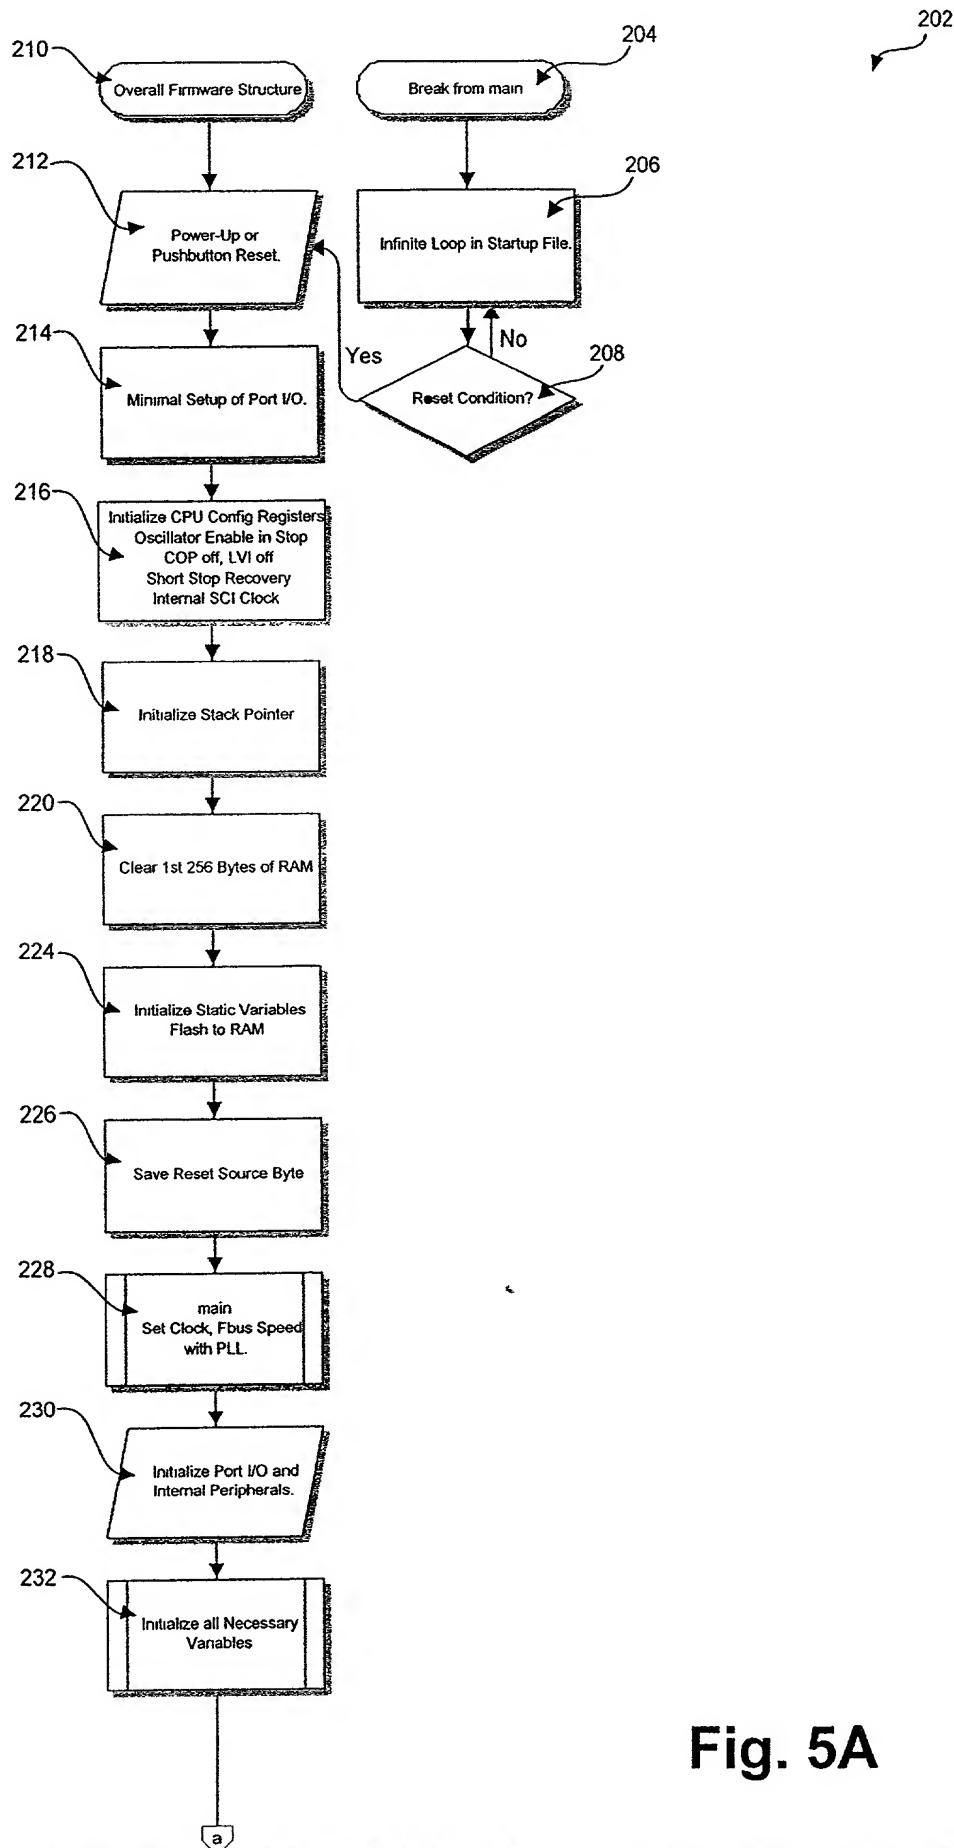 202
210
Overall Firmware Structure
204
Break from main
212
Power-Up or
Pushbutton Reset.
206
Infinite Loop in Startup File.
No
Yes
208
Reset Condition?
214
Minimal Setup of Port I/O.
216
Initialize CPU Config Registers
Oscillator Enable in Stop
COP off, LVI off
Short Stop Recovery
Internal SCI Clock
218
Initialize Stack Pointer
220
Clear 1st 256 Bytes of RAM
224
Initialize Static Variables
Flash to RAM
226
Save Reset Source Byte
228
main
Set Clock, Fbus Speed
with PLL.
230
Initialize Port I/O and
Internal Peripherals.
232
Initialize all Necessary
Variables
Fig. 5A
a